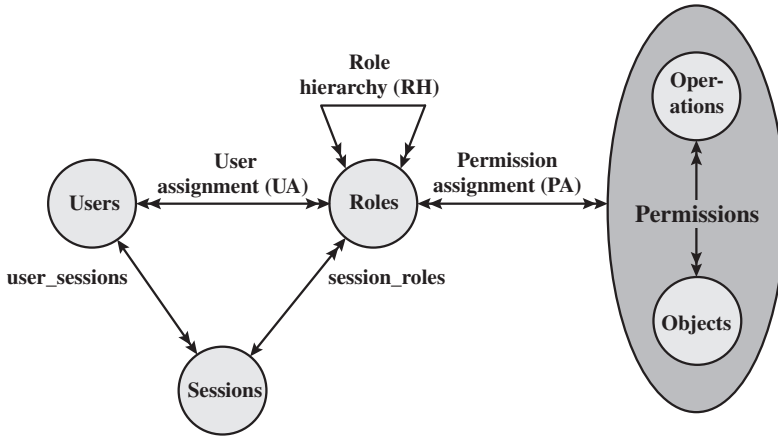 Role
hierarchy (RH)
Oper-
ations
User
assignment (UA)
Permission
assignment (PA)
Users
Roles
Permissions
user_sessions
session_roles
Objects
Sessions